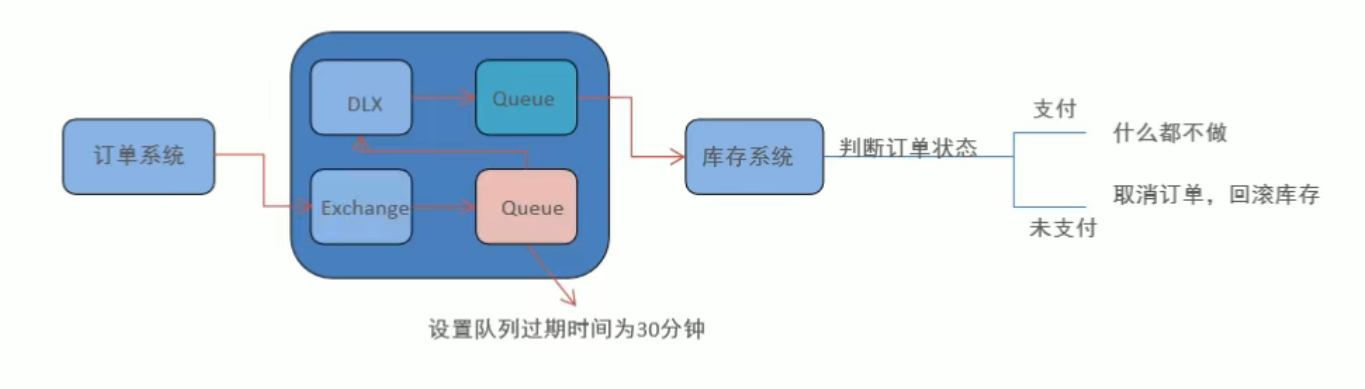 DLX
Queue
支付
什么都不做
订单系统
库存系统
判断订单状态
Exchange
Queue
取消订单，回滚库存
未支付
设置队列过期时间为30分钟